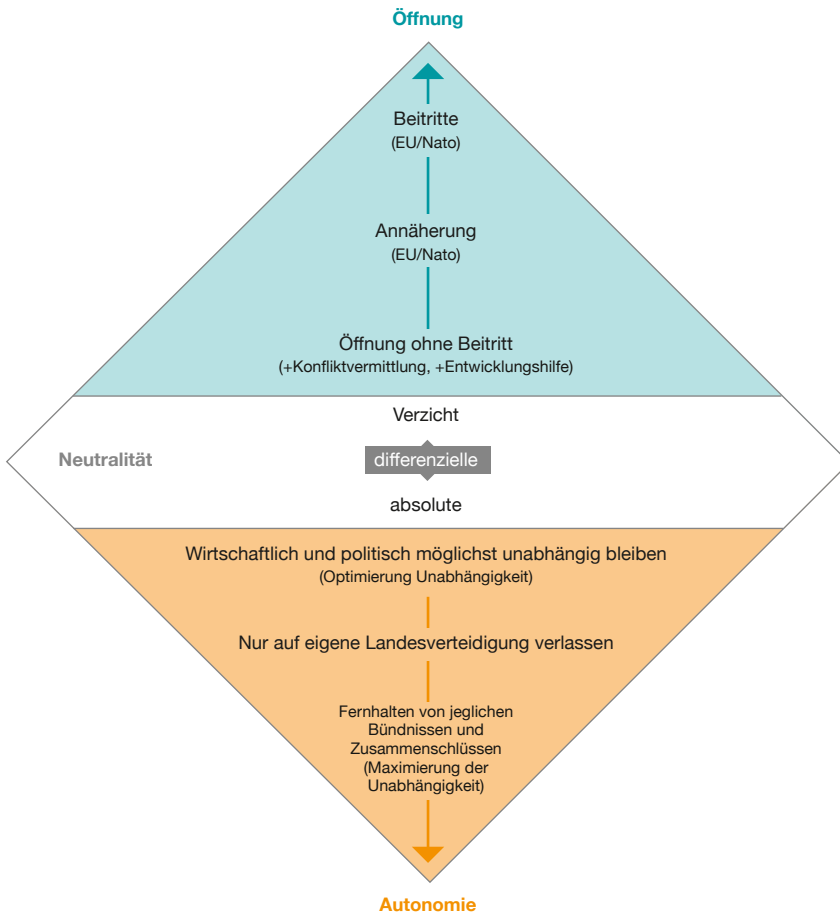 Öffnung
Beitritte
(EU/Nato)
Annäherung
(EU/Nato)
Öffnung ohne Beitritt
(+Konfliktvermittlung, +Entwicklungshilfe)
Verzicht
Neutralität
differenzielle
absolute
Wirtschaftlich und politisch möglichst unabhängig bleiben
(Optimierung Unabhängigkeit)
Nur auf eigene Landesverteidigung verlassen
Fernhalten von jeglichen
Bündnissen und
Zusammenschlüssen
(Maximierung der
Unabhängigkeit)
Autonomie